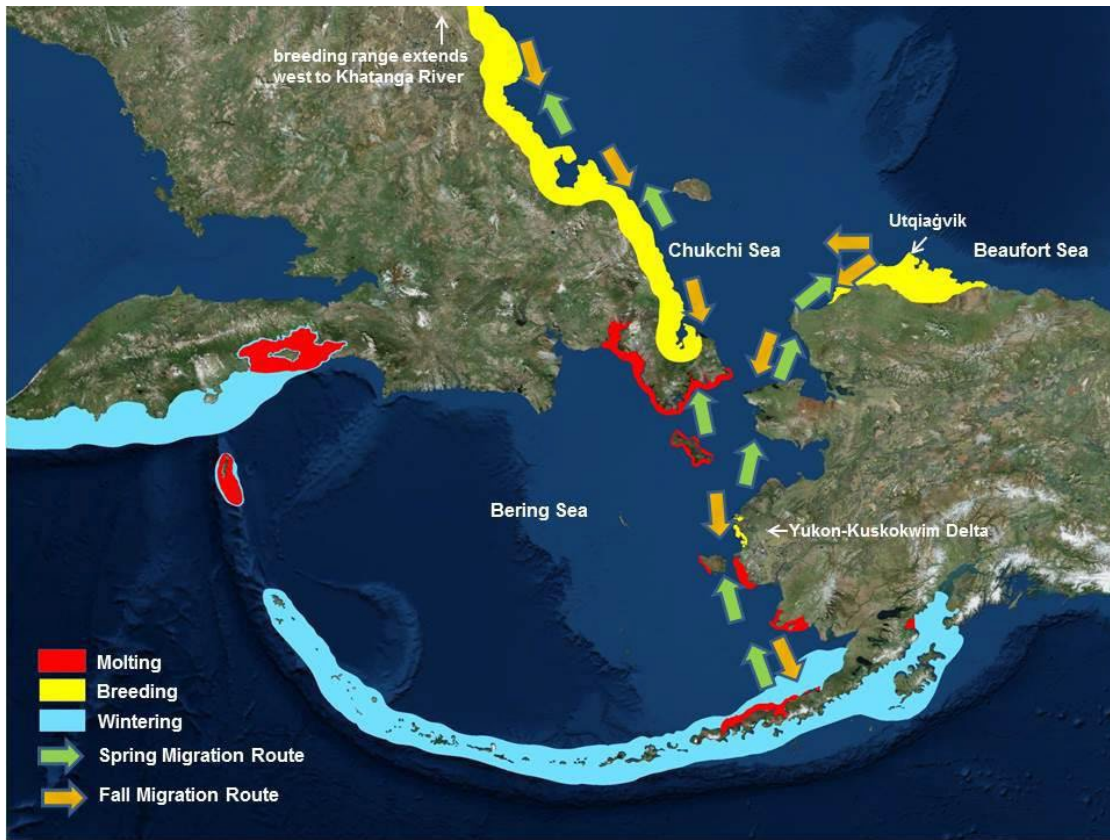 breeding range extends
west to Khatanga River
Utqiaġvik
Chukchi Sea
Beaufort Sea
Bering Sea
Yukon-Kuskokwim Delta
Molting
Breeding
Wintering
Spring Migration Route
Fall Migration Route